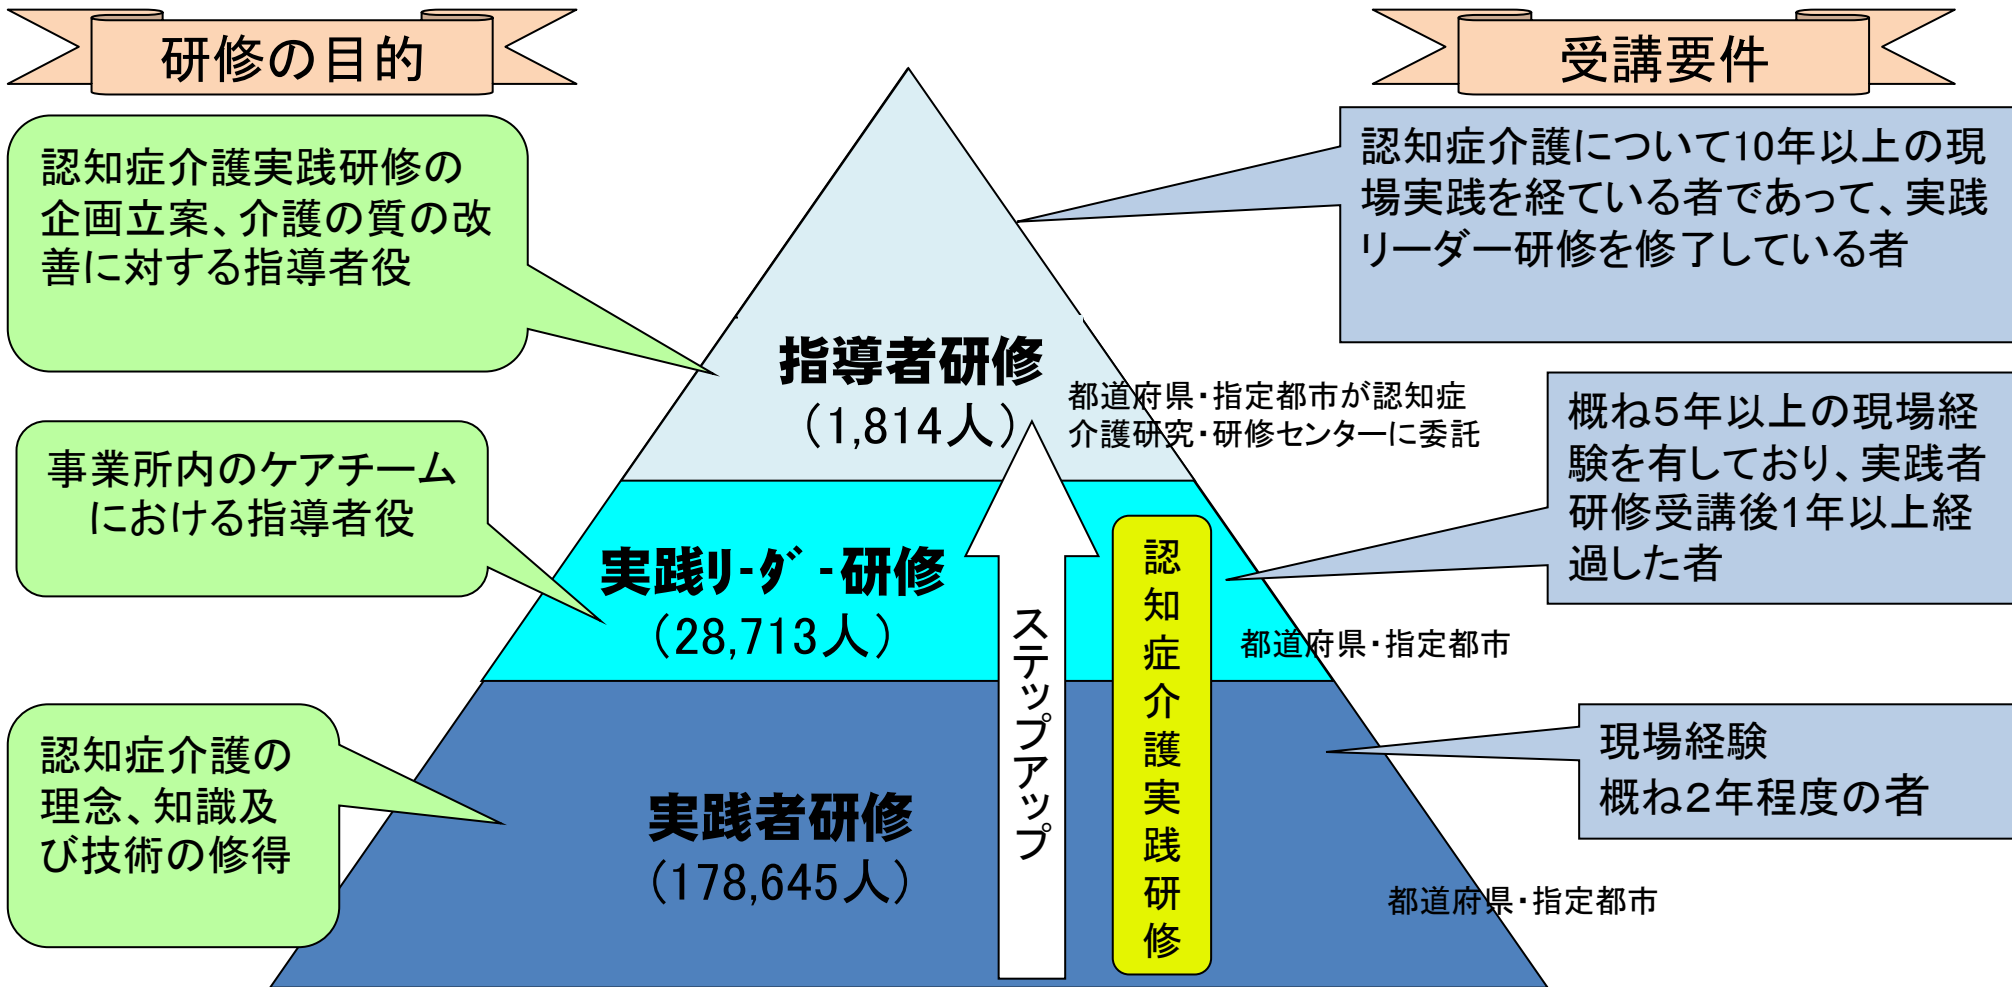 研修の目的
受講要件
認知症介護実践研修の
企画立案、介護の質の改
善に対する指導者役
認知症介護について10年以上の現
場実践を経ている者であって、実践
リーダー研修を修了している者
指導者研修
（1,814人）
都道府県・指定都市が認知症
介護研究・研修センターに委託
事業所内のケアチーム
における指導者役
概ね５年以上の現場経
験を有しており、実践者
研修受講後1年以上経
過した者
実践ﾘｰﾀﾞｰ研修
（28,713人）
都道府県・指定都市
ステップアップ
認知症介護実践研修
認知症介護の
理念、知識及
び技術の修得
現場経験
概ね２年程度の者
実践者研修
（178,645人）
都道府県・指定都市